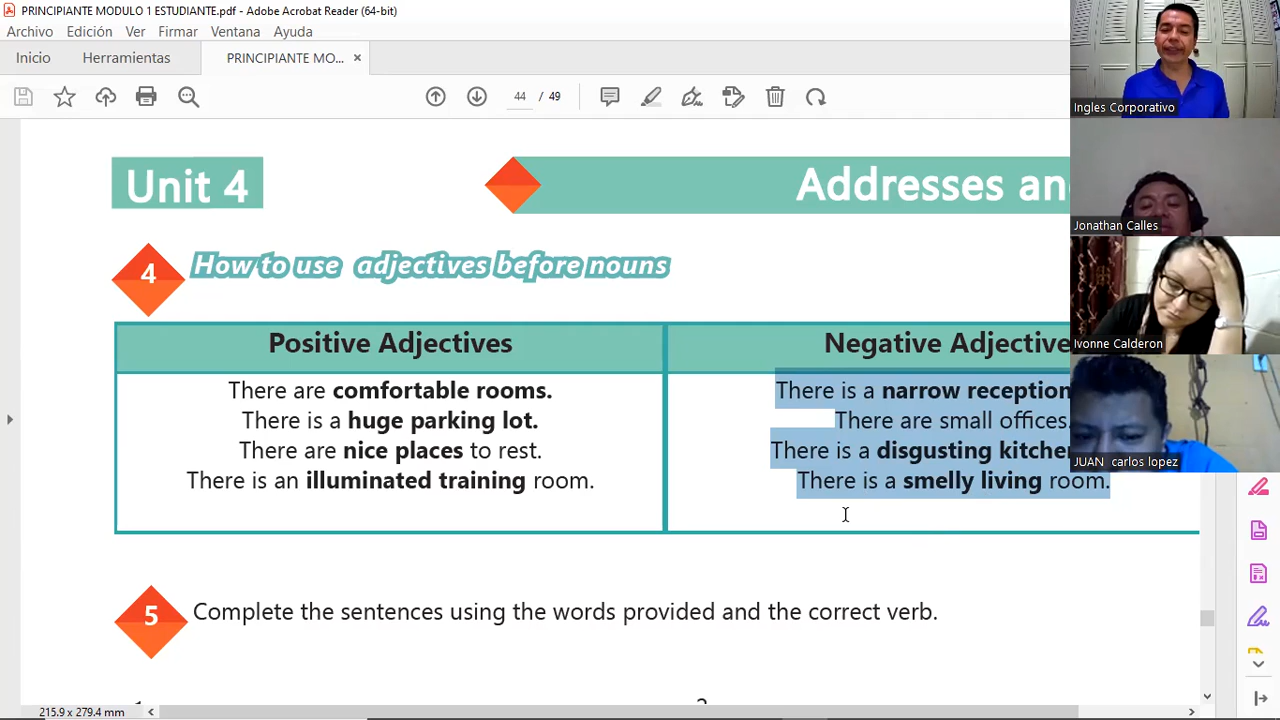 PRINCIPIANTE MODULO 1 ESTUDIANTE.pdf - Adobe Acrobat Reader (64-bit)
Archivo Edición Ver Firmar Ventana Ayuda
Inicio Herramientas PRINCIPIANTE MO... ×
44 / 49
Unit 4
Addresses an
4 How to use adjectives before nouns
Positive Adjectives
There are comfortable rooms.
There is a huge parking lot.
There are nice places to rest.
There is an illuminated training room.
Negative Adjective
There is a narrow reception
There are small offices.
There is a disgusting kitchen
There is a smelly living room.
5 Complete the sentences using the words provided and the correct verb.
215.9 x 279.4 mm
Ingles Corporativo
Jonathan Calles
Ivonne Calderon
JUAN carlos lopez